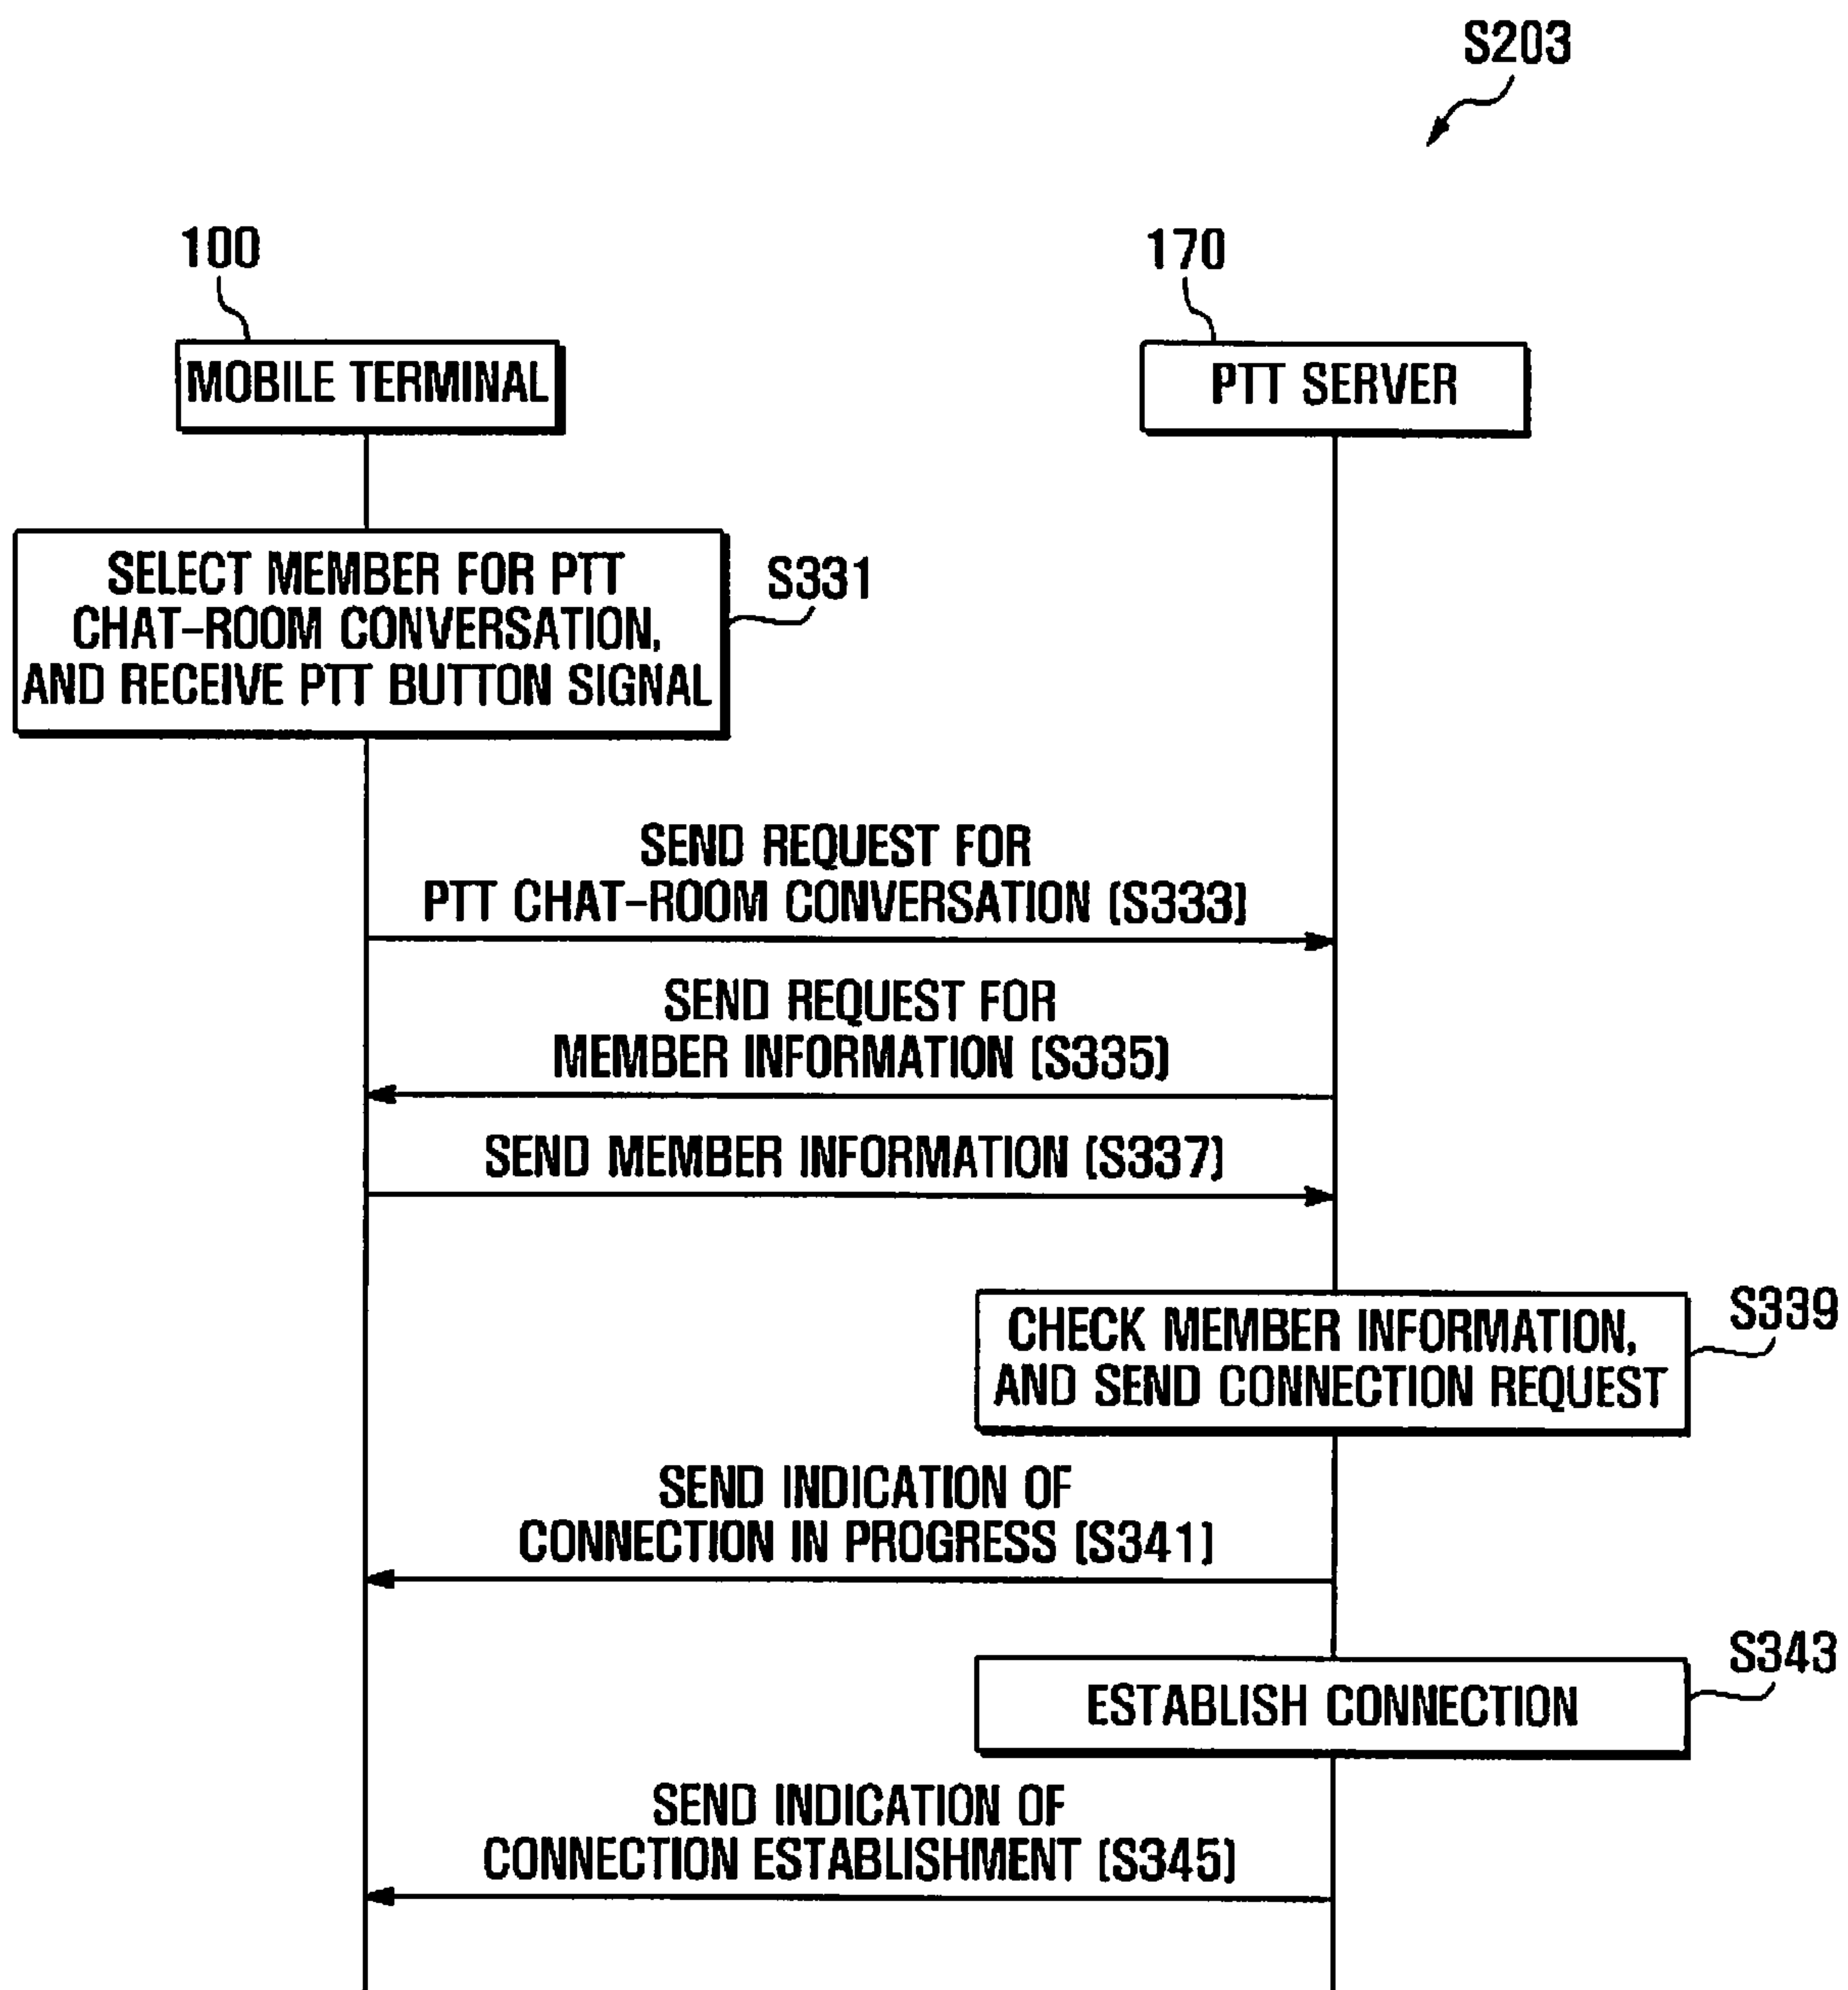 S203
100
170
MOBILE TERMINAL
PTT SERVER
SELECT MEMBER FOR PTT
CHAT-ROOM CONVERSATION,
AND RECEIVE PTT BUTTON SIGNAL
S331
SEND REQUEST FOR
PTT CHAT-ROOM CONVERSATION (S333)
SEND REQUEST FOR
MEMBER INFORMATION (S335)
SEND MEMBER INFORMATION (S337)
CHECK MEMBER INFORMATION,
AND SEND CONNECTION REQUEST
S339
SEND INDICATION OF
CONNECTION IN PROGRESS (S341)
ESTABLISH CONNECTION
S343
SEND INDICATION OF
CONNECTION ESTABLISHMENT (S345)